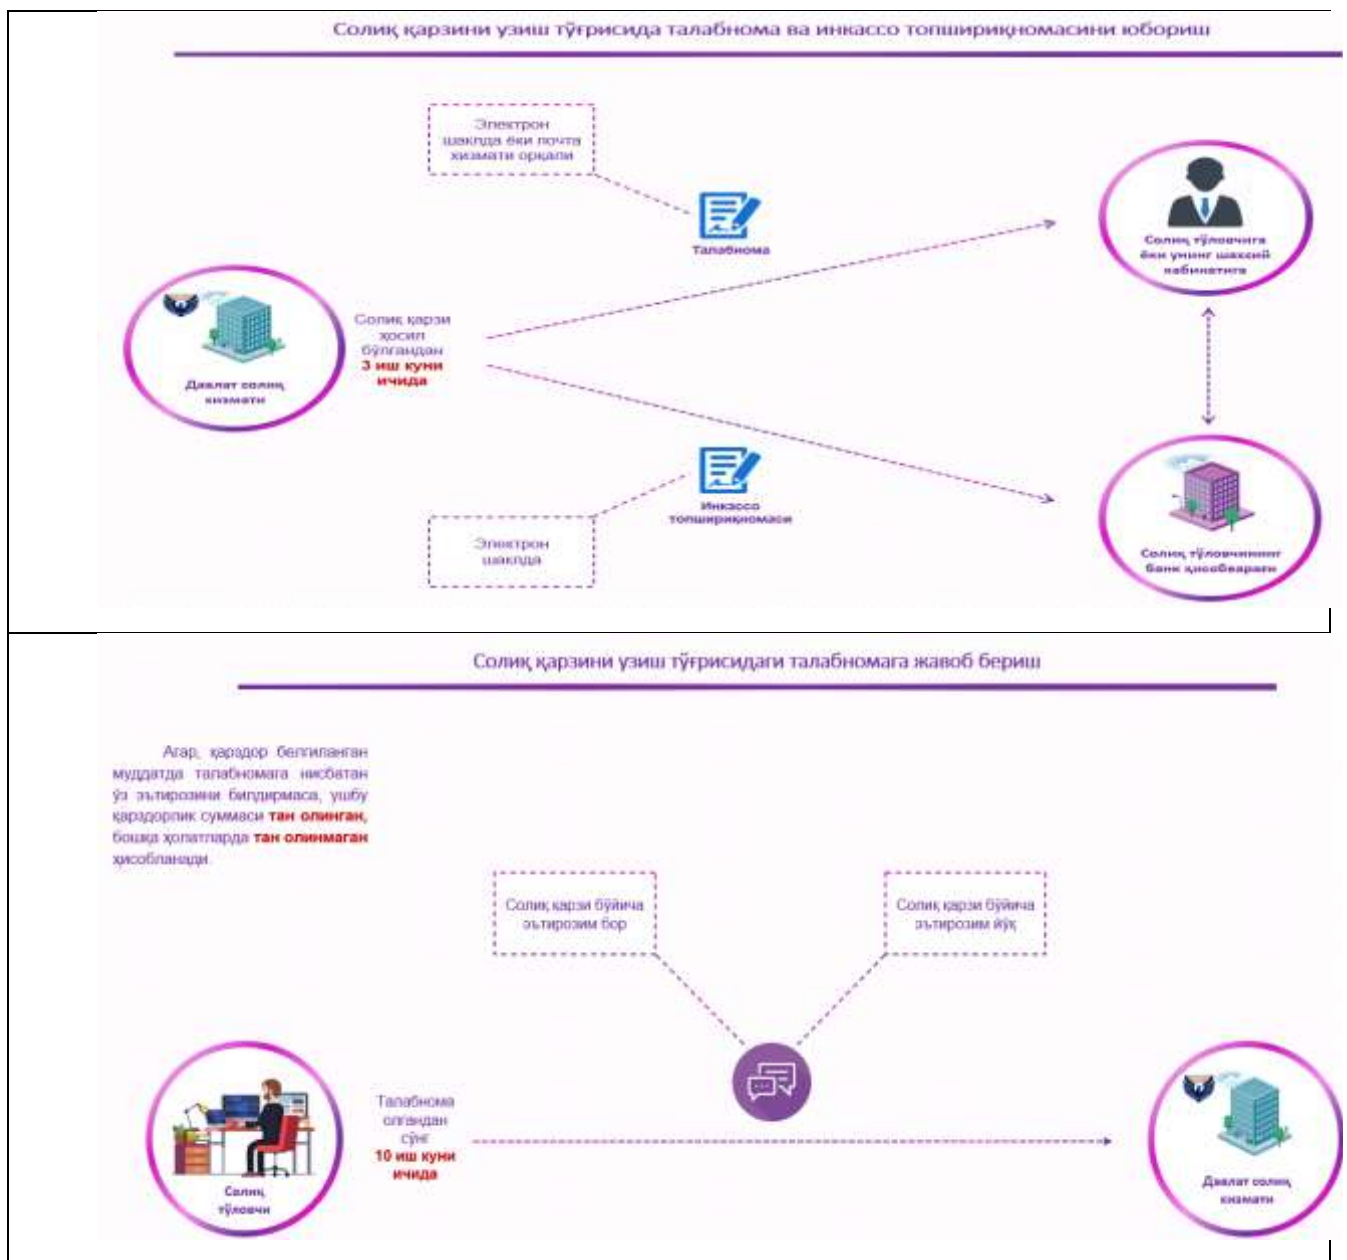 Солиқ қарзини узиш тўғрисида талабнома ва инкассо топшириқномасини юбориш
Электрон
шаклда ёки почта
хизмати орқали
Талабнома
Солиқ тўловчига
ёки унинг шахсий
кабинетига
Солиқ қарзи
ҳосил
бўлгандан
3 иш куни
ичида
Давлат солиқ
хизмати
Инкассо
топшириқномаси
Электрон
шаклда
Солиқ тўловчининг
банк ҳисобварағи
Солиқ қарзини узиш тўғрисидаги талабномага жавоб бериш
Агар, қарздор белгиланган
муддатда талабномага нисбатан
ўз эътирозини билдирмаса, ушбу
қарздорлик суммаси тан олинган,
бошқа ҳолатларда тан олинмаган
ҳисобланади
Солиқ қарзи бўйича
эътирозим бор
Солиқ қарзи бўйича
эътирозим йўқ
Талабнома
олгандан
сўнг
10 иш куни
ичида
Солиқ
тўловчи
Давлат солиқ
хизмати